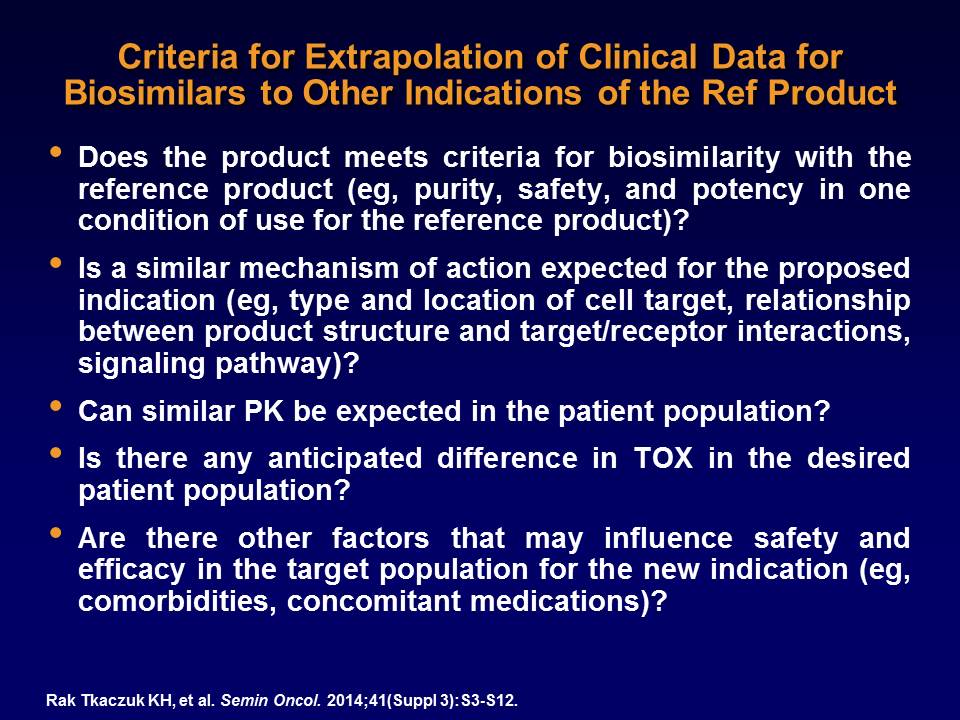 Criteria for Extrapolation of Clinical Data for
Biosimilars to Other Indications of the Ref Product
• Does the product meets criteria for biosimilarity with the
reference product (eg, purity, safety, and potency in one
condition of use for the reference product)?
• Is a similar mechanism of action expected for the proposed
indication (eg, type and location of cell target, relationship
between product structure and target/receptor interactions,
signaling pathway)?
• Can similar PK be expected in the patient population?
• Is there any anticipated difference in TOX in the desired
patient population?
• Are there other factors that may influence safety and
efficacy in the target population for the new indication (eg,
comorbidities, concomitant medications)?
Rak Tkaczuk KH, et al. Semin Oncol. 2014;41(Suppl 3):S3-S12.